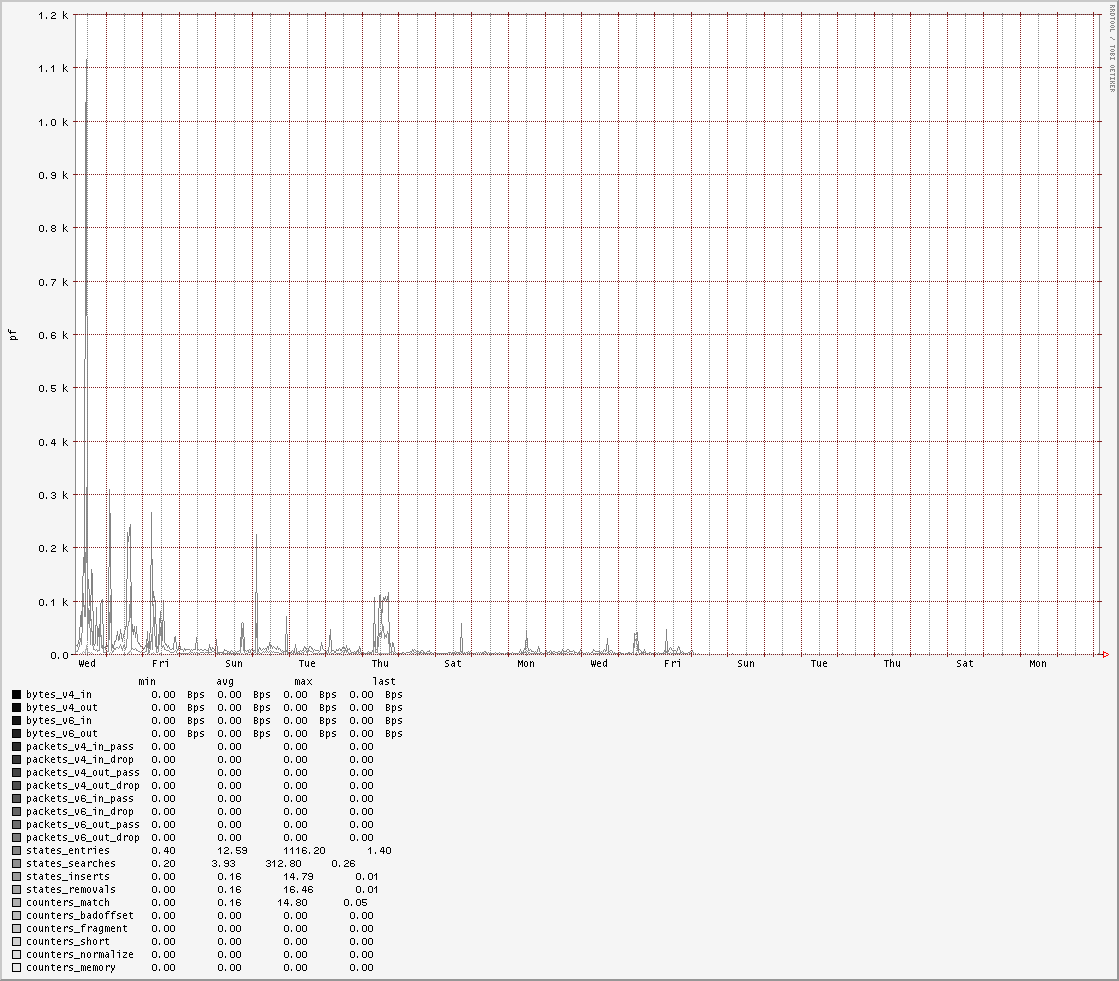 RRDTOOL / TOBI OETIKER
1.2 k
1.1 k
1.0 k
0.9 k
0.8 k
0.7 k
0.6 k
0.5 k
0.4 k
0.3 k
0.2 k
0.1 k
0.0
pf
Wed Fri Sun Tue Thu Sat Mon Wed Fri Sun Tue Thu Sat Mon
min avg max last
bytes_v4_in 0.00 Bps 0.00 Bps 0.00 Bps 0.00 Bps
bytes_v4_out 0.00 Bps 0.00 Bps 0.00 Bps 0.00 Bps
bytes_v6_in 0.00 Bps 0.00 Bps 0.00 Bps 0.00 Bps
bytes_v6_out 0.00 Bps 0.00 Bps 0.00 Bps 0.00 Bps
packets_v4_in_pass 0.00 0.00 0.00 0.00
packets_v4_in_drop 0.00 0.00 0.00 0.00
packets_v4_out_pass 0.00 0.00 0.00 0.00
packets_v4_out_drop 0.00 0.00 0.00 0.00
packets_v6_in_pass 0.00 0.00 0.00 0.00
packets_v6_in_drop 0.00 0.00 0.00 0.00
packets_v6_out_pass 0.00 0.00 0.00 0.00
packets_v6_out_drop 0.00 0.00 0.00 0.00
states_entries 0.40 12.59 1116.20 1.40
states_searches 0.20 3.93 312.80 0.26
states_inserts 0.00 0.16 14.79 0.01
states_removals 0.00 0.16 16.46 0.01
counters_match 0.00 0.16 14.80 0.05
counters_badoffset 0.00 0.00 0.00 0.00
counters_fragment 0.00 0.00 0.00 0.00
counters_short 0.00 0.00 0.00 0.00
counters_normalize 0.00 0.00 0.00 0.00
counters_memory 0.00 0.00 0.00 0.00